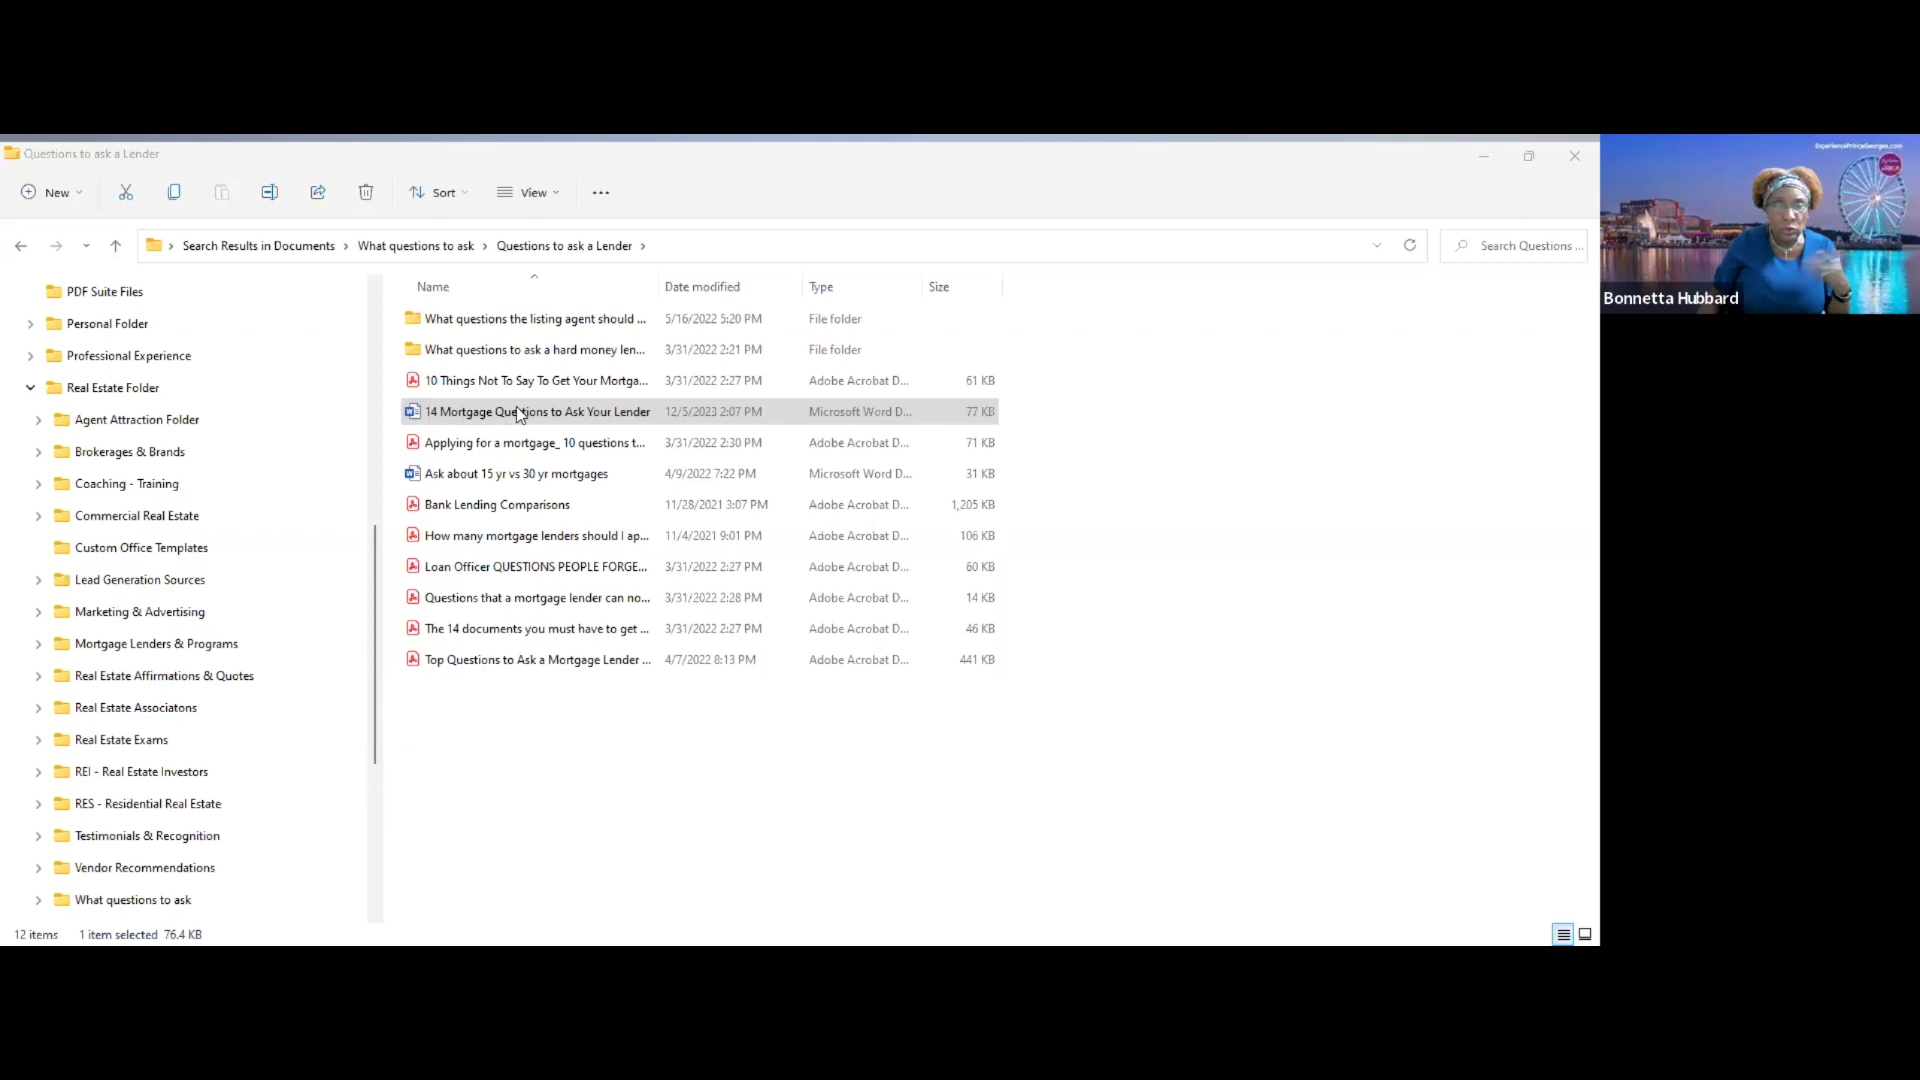 Questions to ask a Lender
New
Sort
View
Search Results in Documents > What questions to ask > Questions to ask a Lender >
Search Questions ...
ExperiencePrinceGeorges.com
Bonnetta Hubbard
PDF Suite Files
Personal Folder
Professional Experience
Real Estate Folder
Agent Attraction Folder
Brokerages & Brands
Coaching - Training
Commercial Real Estate
Custom Office Templates
Lead Generation Sources
Marketing & Advertising
Mortgage Lenders & Programs
Real Estate Affirmations & Quotes
Real Estate Associatons
Real Estate Exams
REI - Real Estate Investors
RES - Residential Real Estate
Testimonials & Recognition
Vendor Recommendations
What questions to ask
Name Date modified Type Size
What questions the listing agent should ... 5/16/2022 5:20 PM File folder
What questions to ask a hard money len... 3/31/2022 2:21 PM File folder
10 Things Not To Say To Get Your Mortga... 3/31/2022 2:27 PM Adobe Acrobat D... 61 KB
14 Mortgage Questions to Ask Your Lender 12/5/2023 2:07 PM Microsoft Word D... 77 KB
Applying for a mortgage_ 10 questions t... 3/31/2022 2:30 PM Adobe Acrobat D... 71 KB
Ask about 15 yr vs 30 yr mortgages 4/9/2022 7:22 PM Microsoft Word D... 31 KB
Bank Lending Comparisons 11/28/2021 3:07 PM Adobe Acrobat D... 1,205 KB
How many mortgage lenders should I ap... 11/4/2021 9:01 PM Adobe Acrobat D... 106 KB
Loan Officer QUESTIONS PEOPLE FORGE... 3/31/2022 2:27 PM Adobe Acrobat D... 60 KB
Questions that a mortgage lender can no... 3/31/2022 2:28 PM Adobe Acrobat D... 14 KB
The 14 documents you must have to get ... 3/31/2022 2:27 PM Adobe Acrobat D... 46 KB
Top Questions to Ask a Mortgage Lender ... 4/7/2022 8:13 PM Adobe Acrobat D... 441 KB
12 items 1 item selected 76.4 KB